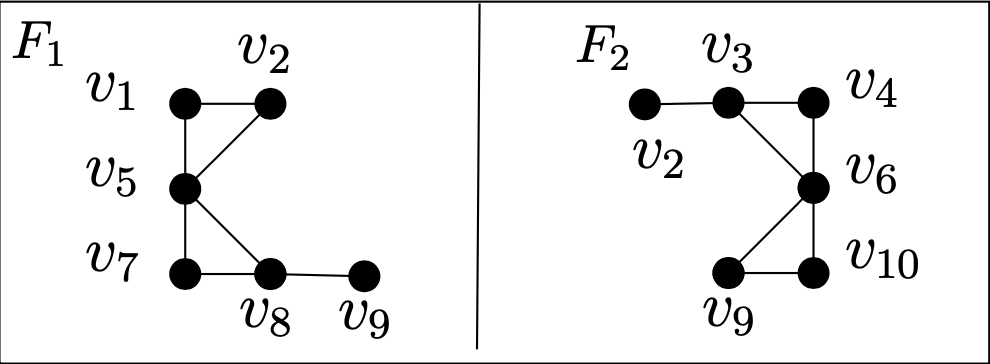 F₁
v₁
v₂
v₅
v₇
v₈
v₉
F₂
v₃
v₄
v₂
v₆
v₁₀
v₉